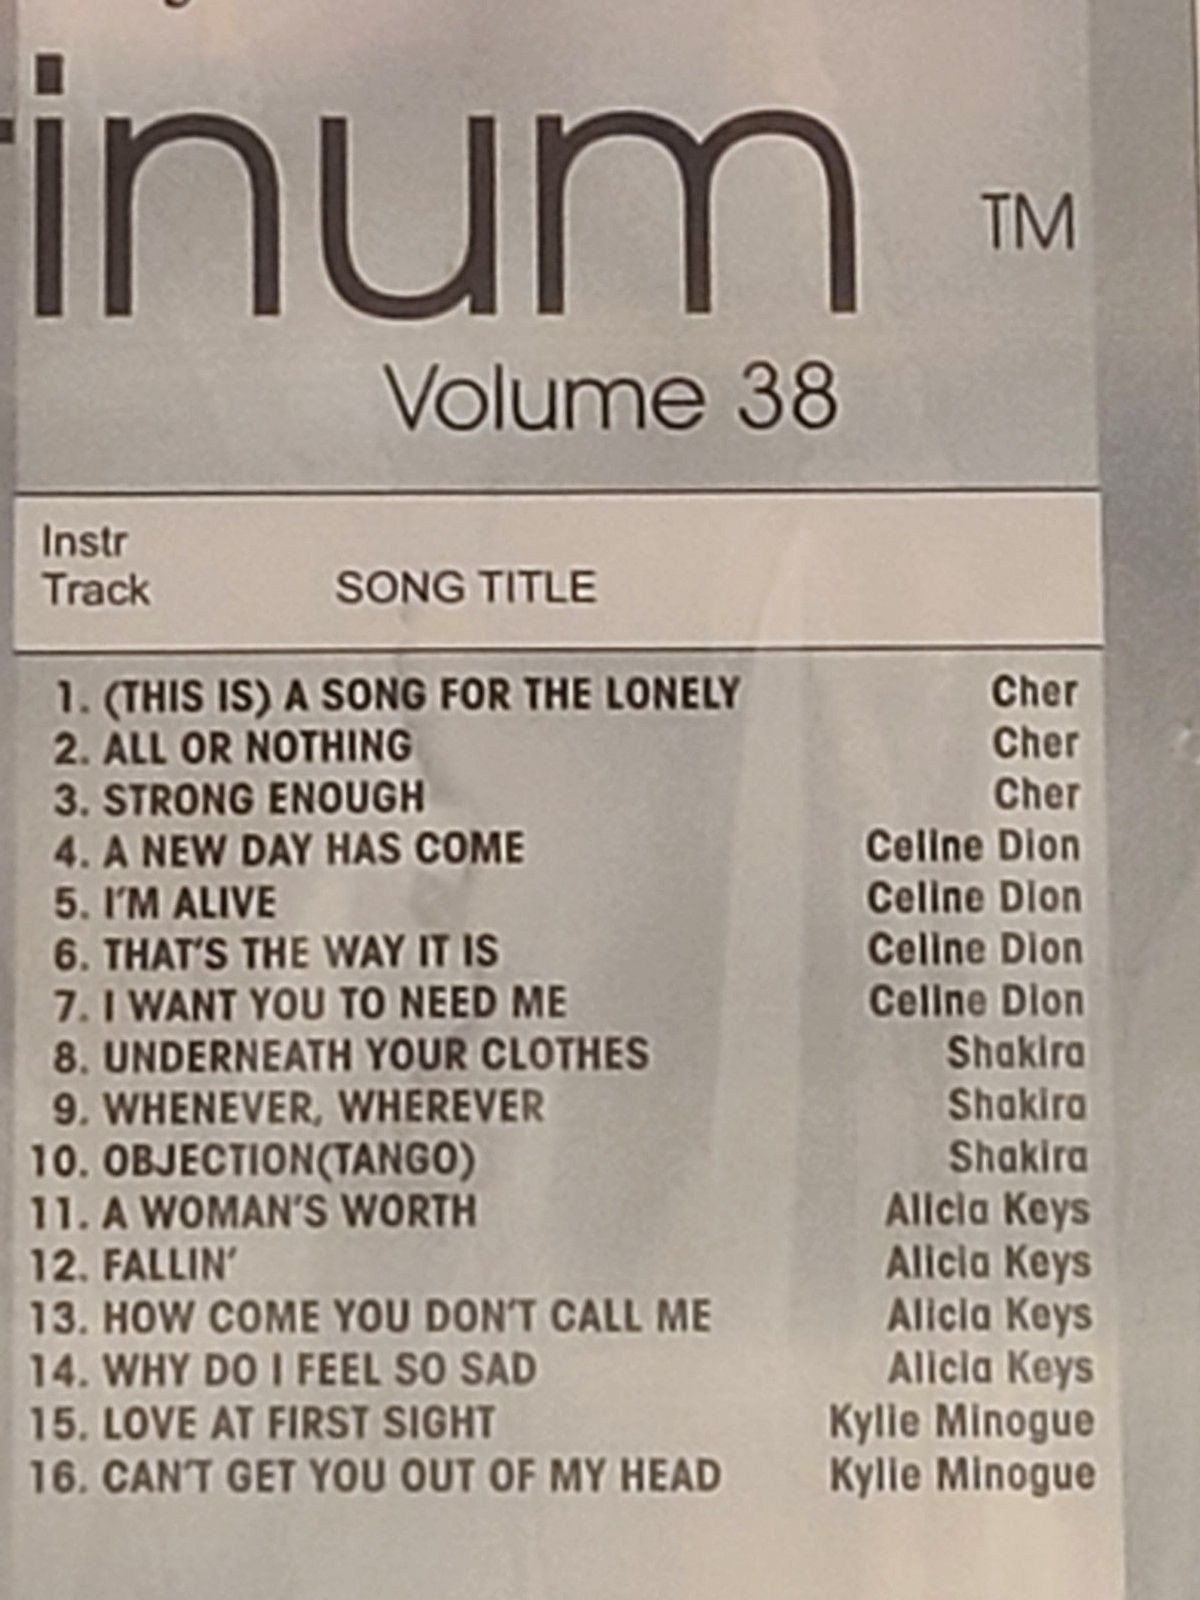 inum TM
Volume 38
Instr
Track SONG TITLE
1. (THIS IS) A SONG FOR THE LONELY Cher
2. ALL OR NOTHING Cher
3. STRONG ENOUGH Cher
4. A NEW DAY HAS COME Celine Dion
5. I'M ALIVE Celine Dion
6. THAT'S THE WAY IT IS Celine Dion
7. I WANT YOU TO NEED ME Celine Dion
8. UNDERNEATH YOUR CLOTHES Shakira
9. WHENEVER, WHEREVER Shakira
10. OBJECTION(TANGO) Shakira
11. A WOMAN'S WORTH Alicia Keys
12. FALLIN' Alicia Keys
13. HOW COME YOU DON'T CALL ME Alicia Keys
14. WHY DO I FEEL SO SAD Alicia Keys
15. LOVE AT FIRST SIGHT Kylie Minogue
16. CAN'T GET YOU OUT OF MY HEAD Kylie Minogue